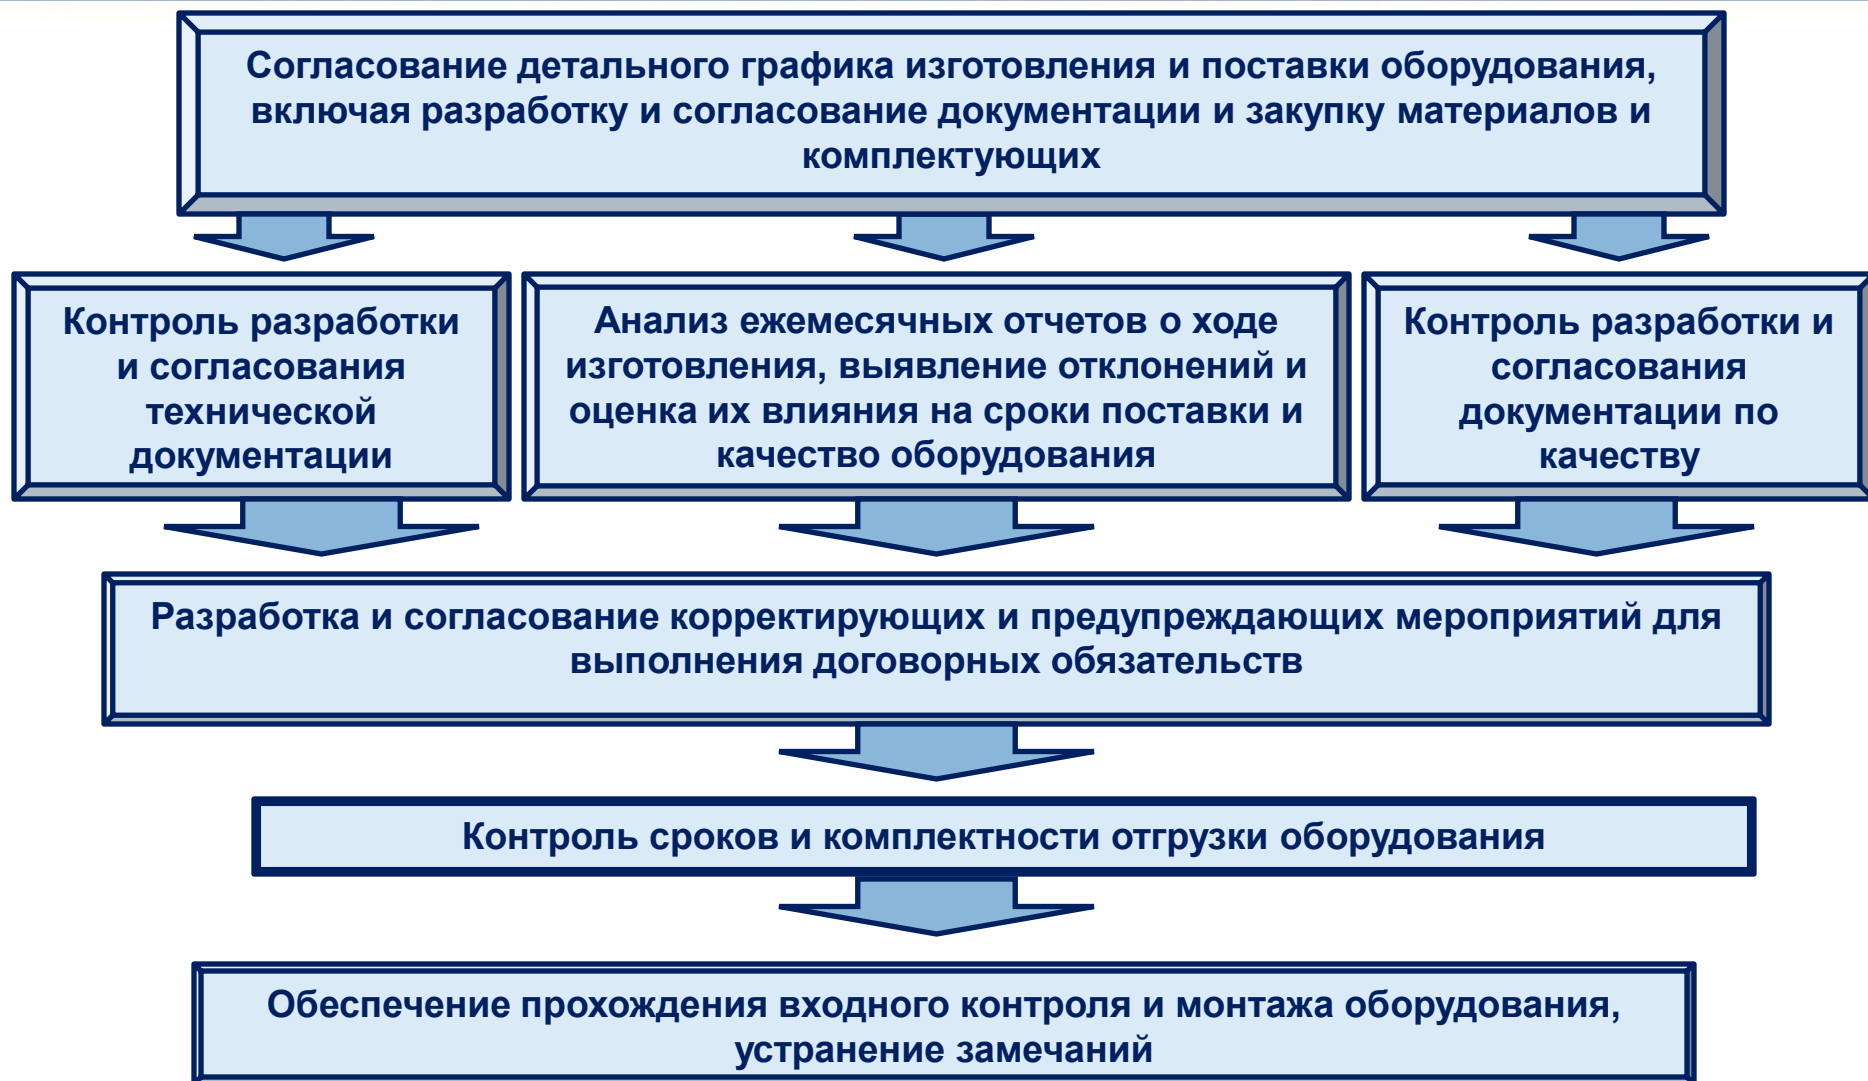 Согласование детального графика изготовления и поставки оборудования,
включая разработку и согласование документации и закупку материалов и
комплектующих
Контроль разработки
и согласования
технической
документации
Анализ ежемесячных отчетов о ходе
изготовления, выявление отклонений и
оценка их влияния на сроки поставки и
качество оборудования
Контроль разработки и
согласования
документации по
качеству
Разработка и согласование корректирующих и предупреждающих мероприятий для
выполнения договорных обязательств
Контроль сроков и комплектности отгрузки оборудования
Обеспечение прохождения входного контроля и монтажа оборудования,
устранение замечаний